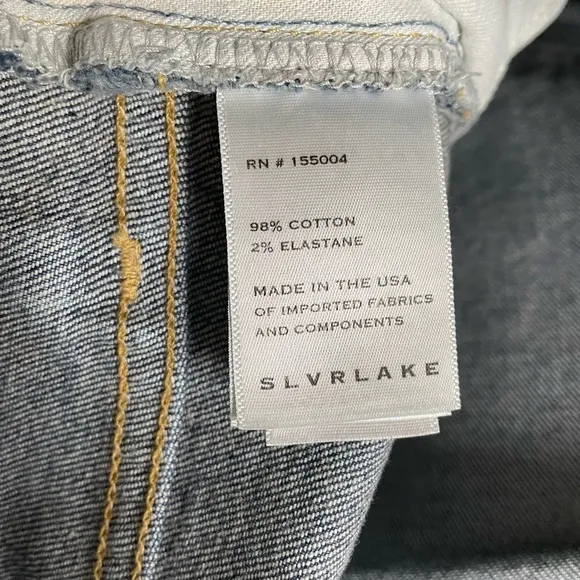 RN # 155004
98% COTTON
2% ELASTANE
MADE IN THE USA
OF IMPORTED FABRICS
AND COMPONENTS
SLVRLAKE